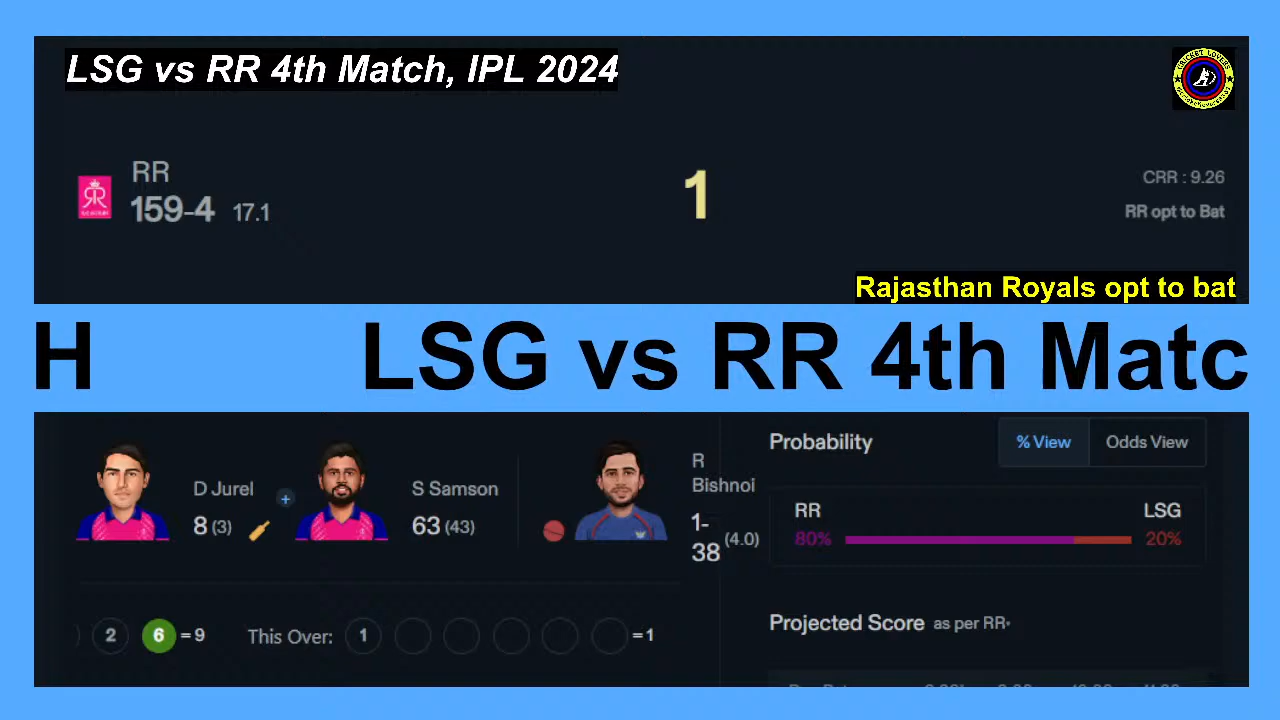 LSG vs RR 4th Match, IPL 2024
CRICKET LOVERS
RR
159-4 17.1
1
CRR : 9.26
RR opt to Bat
Rajasthan Royals opt to bat
H LSG vs RR 4th Matc
D Jurel
8 (3)
+
S Samson
63 (43)
R
Bishnoi
1-
38 (4.0)
2 6 = 9 This Over: 1 = 1
Probability
% View Odds View
RR LSG
80% 20%
Projected Score as per RR*